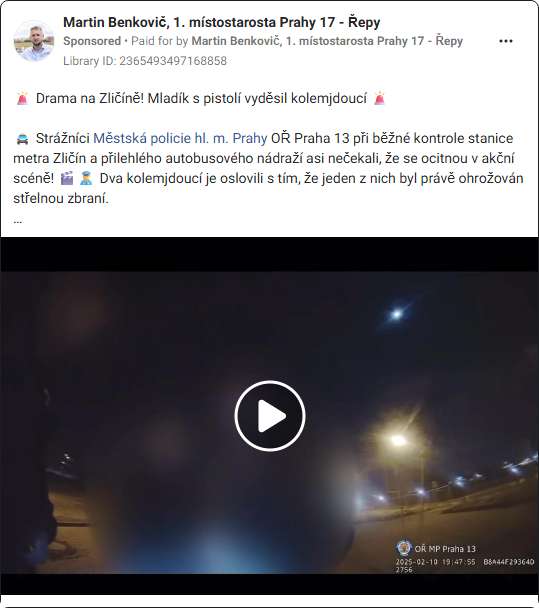 Martin Benkovič, 1. místostarosta Prahy 17 - Řepy
Sponsored • Paid for by Martin Benkovič, 1. místostarosta Prahy 17 - Řepy
Library ID: 2365493497168858
🚨 Drama na Zličíně! Mladík s pistolí vyděsil kolemjdoucí 🚨
🚔 Strážníci Městská policie hl. m. Prahy OŘ Praha 13 při běžné kontrole stanice
metra Zličín a přilehlého autobusového nádraží asi nečekali, že se ocitnou v akční
scéně! 🎬 👮 Dva kolemjdoucí je oslovili s tím, že jeden z nich byl právě ohrožován
střelnou zbraní.
...
OŘ MP Praha 13
2025-02-10 19:47:55 B8A44F29364D
2756